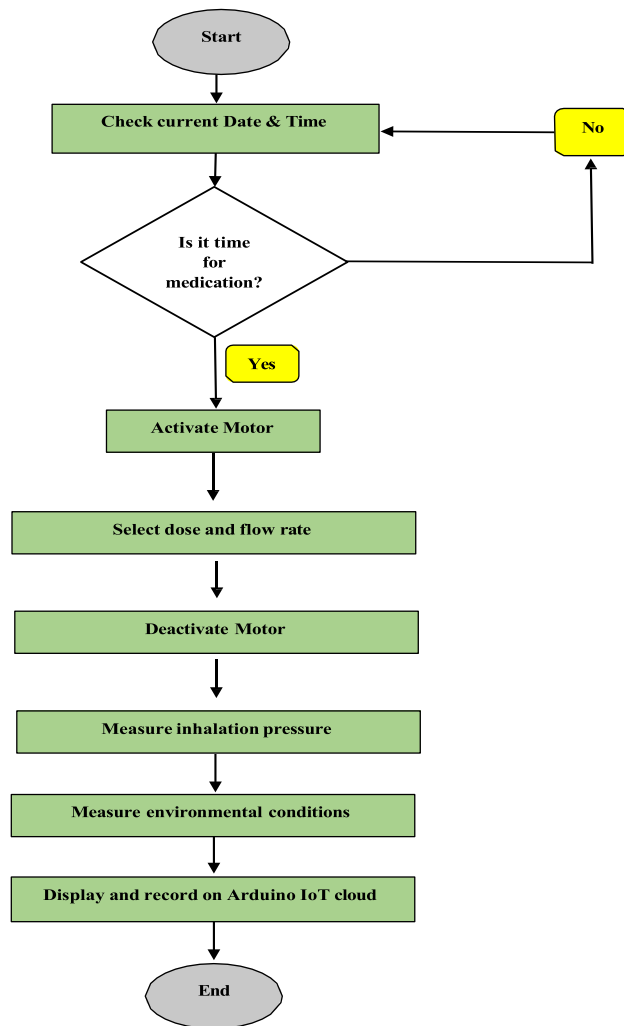 Start
Check current Date & Time
No
Is it time
for
medication?
Yes
Activate Motor
Select dose and flow rate
Deactivate Motor
Measure inhalation pressure
Measure environmental conditions
Display and record on Arduino IoT cloud
End